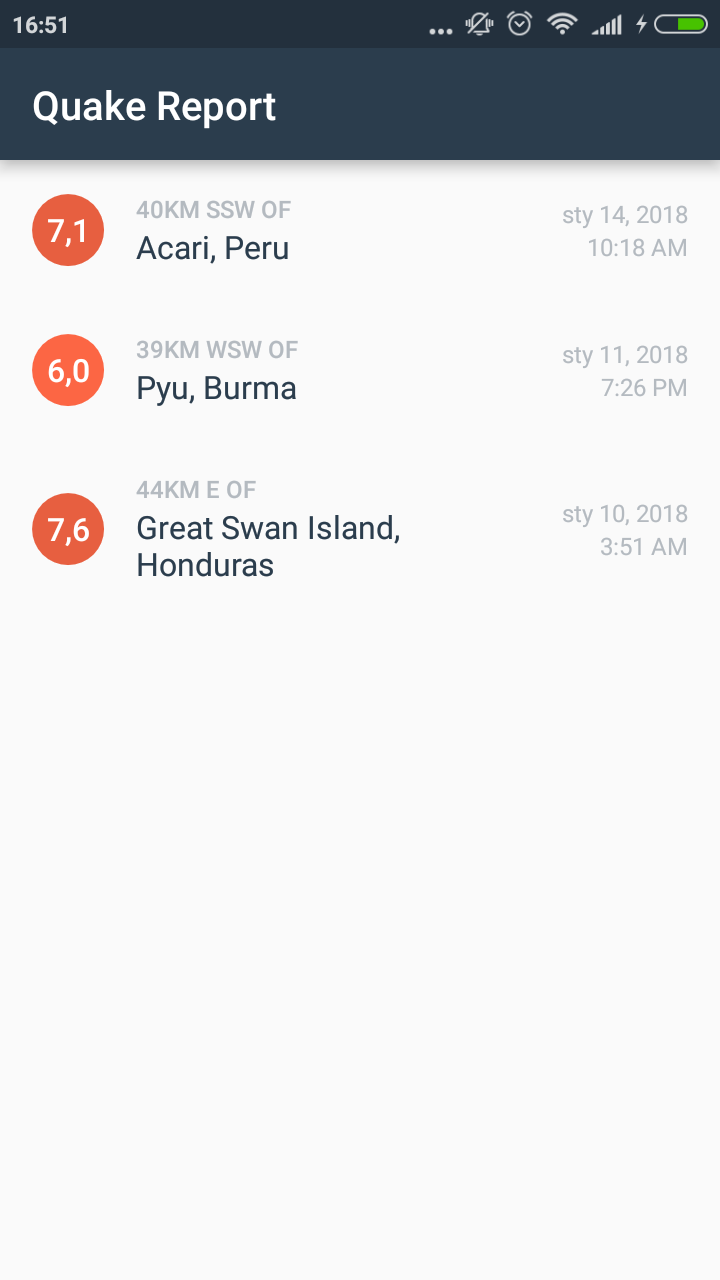 16:51
Quake Report
7,1
40KM SSW OF
Acari, Peru
sty 14, 2018
10:18 AM
6,0
39KM WSW OF
Pyu, Burma
sty 11, 2018
7:26 PM
7,6
44KM E OF
Great Swan Island,
Honduras
sty 10, 2018
3:51 AM